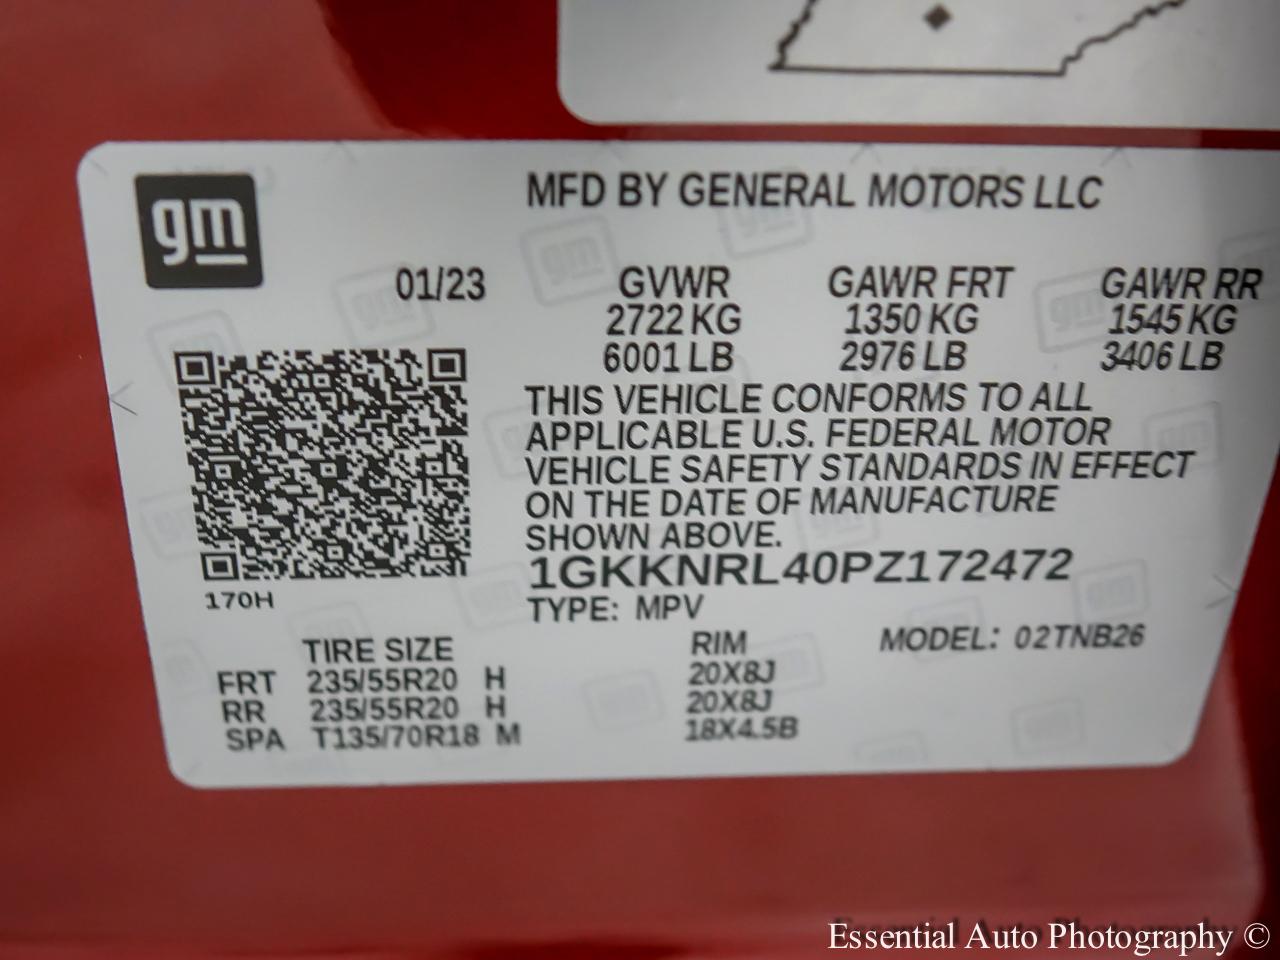 gm
MFD BY GENERAL MOTORS LLC
01/23 GVWR GAWR FRT GAWR RR
2722 KG 1350 KG 1545 KG
6001 LB 2976 LB 3406 LB
THIS VEHICLE CONFORMS TO ALL
APPLICABLE U.S. FEDERAL MOTOR
VEHICLE SAFETY STANDARDS IN EFFECT
ON THE DATE OF MANUFACTURE
SHOWN ABOVE.
1GKKNRL40PZ172472
170H
TYPE: MPV
TIRE SIZE RIM MODEL: 02TNB26
FRT 235/55R20 H 20X8J
RR 235/55R20 H 20X8J
SPA T135/70R18 M 18X4.5B
Essential Auto Photography ©